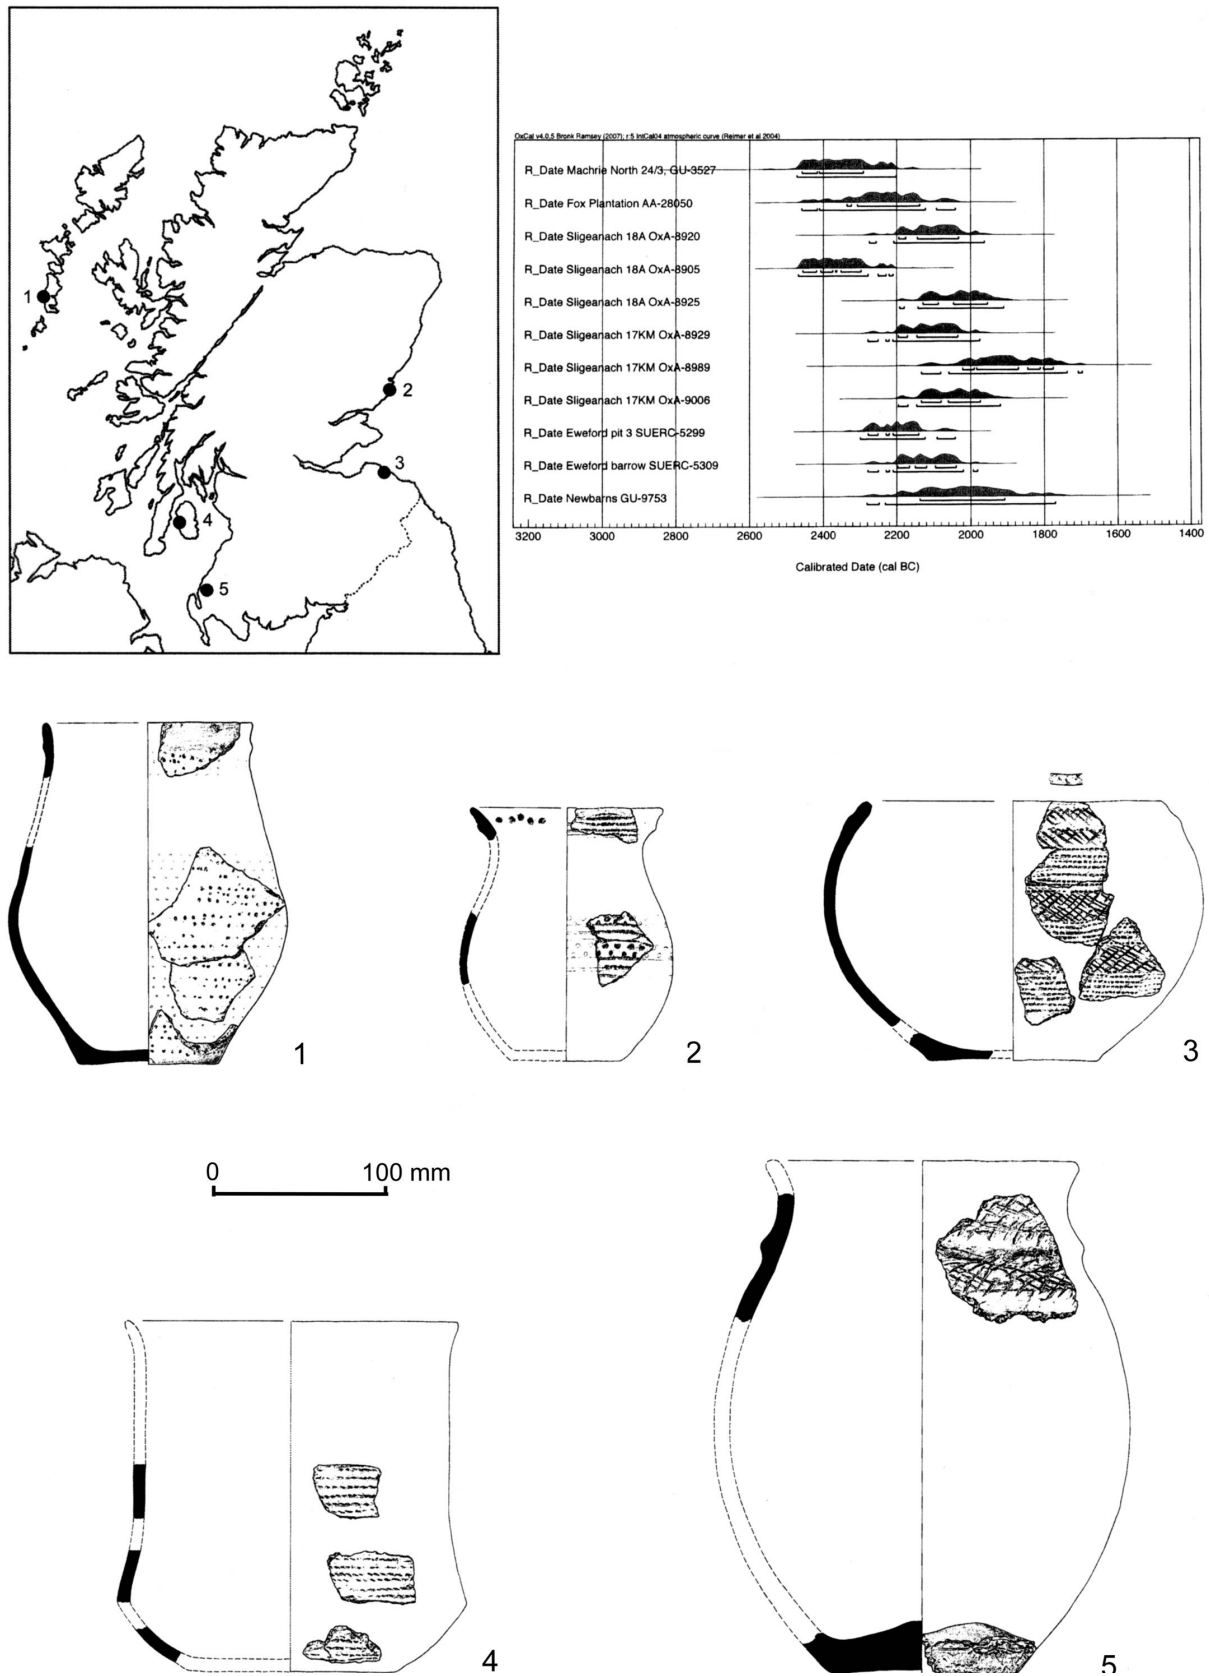 1
2
3
4
5
OxCal v4.0.5 Bronk Ramsey (2007); r:5 IntCal04 atmospheric curve (Reimer et al 2004)
R_Date Machrie North 24/3, GU-3527
R_Date Fox Plantation AA-28050
R_Date Sligeanach 18A OxA-8920
R_Date Sligeanach 18A OxA-8905
R_Date Sligeanach 18A OxA-8925
R_Date Sligeanach 17KM OxA-8929
R_Date Sligeanach 17KM OxA-8989
R_Date Sligeanach 17KM OxA-9006
R_Date Eweford pit 3 SUERC-5299
R_Date Eweford barrow SUERC-5309
R_Date Newbarns GU-9753
3200 3000 2800 2600 2400 2200 2000 1800 1600 1400
Calibrated Date (cal BC)
1
2
3
0 100 mm
4
5